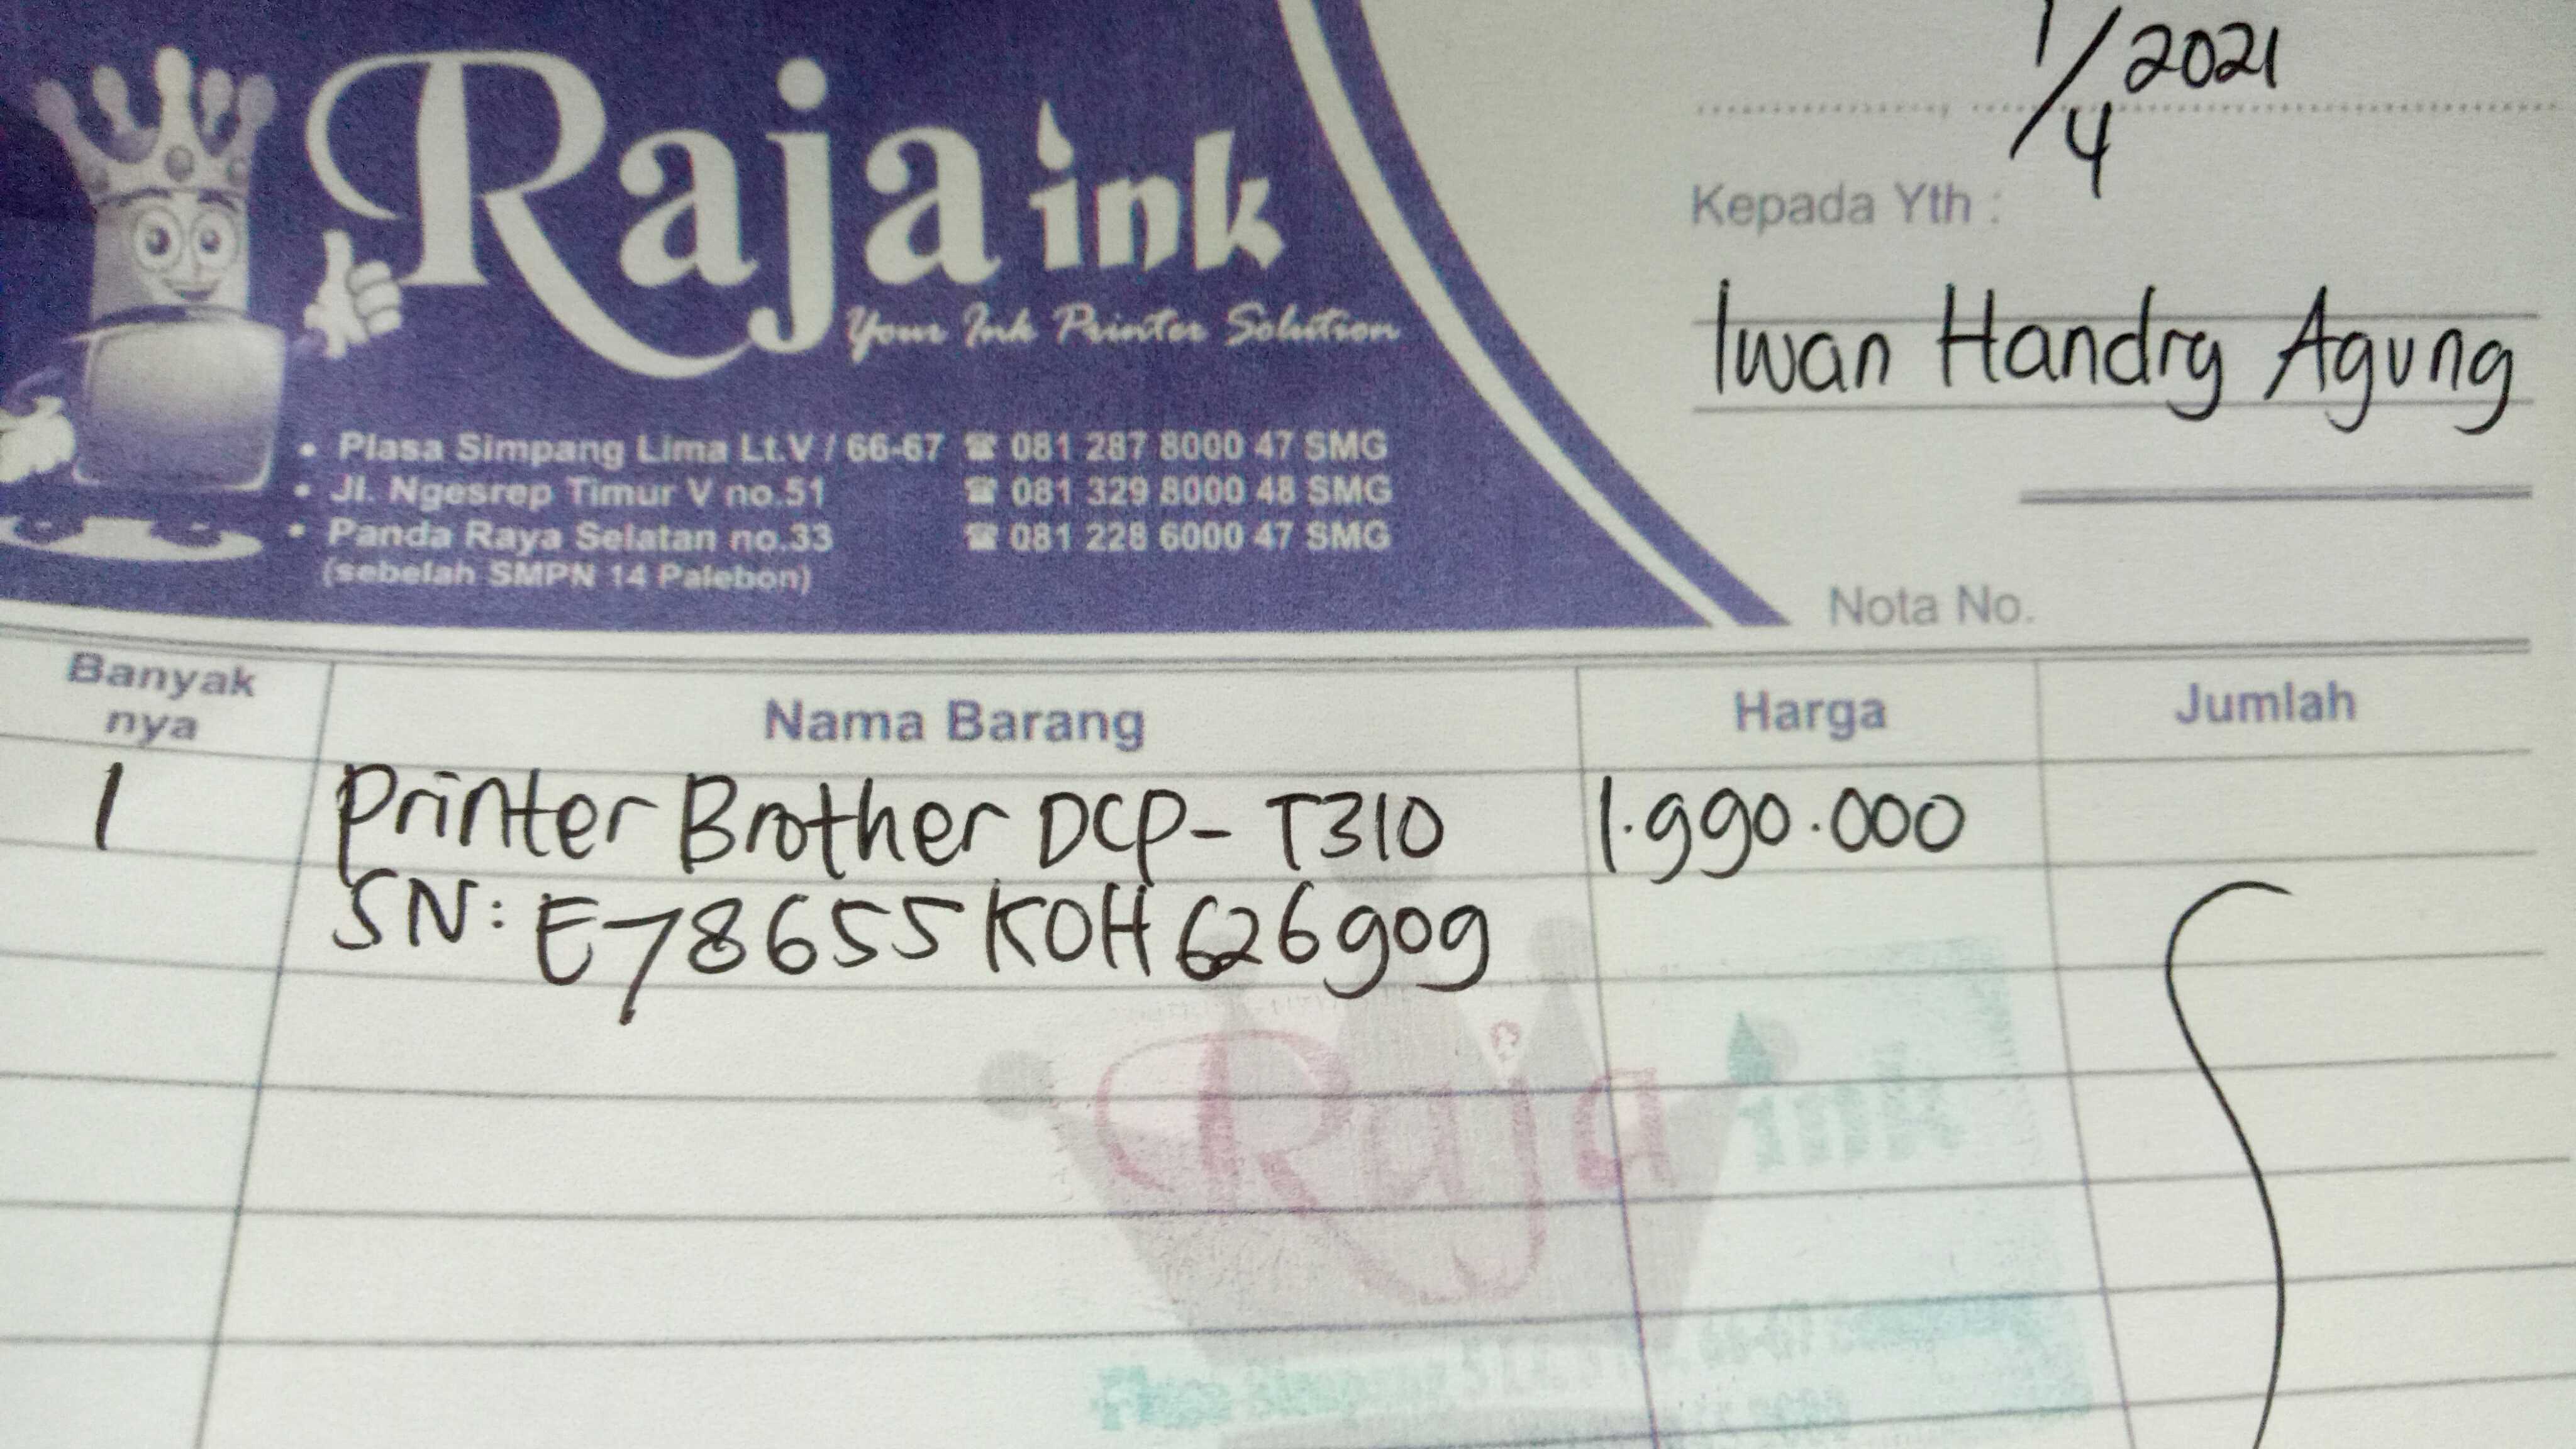 1/4 2021
Raja ink
Your Ink Printer Solution
Kepada Yth :
Iwan Handry Agung
• Plasa Simpang Lima Lt.V / 66-67 ☎ 081 287 8000 47 SMG
• Jl. Ngesrep Timur V no.51 ☎ 081 329 8000 48 SMG
• Panda Raya Selatan no.33 ☎ 081 228 6000 47 SMG
(sebelah SMPN 14 Palebon)
Nota No.
Banyak nya Nama Barang Harga Jumlah
1 Printer Brother DCP-T310 1.990.000
SN: E78655K0H626909
Raja ink